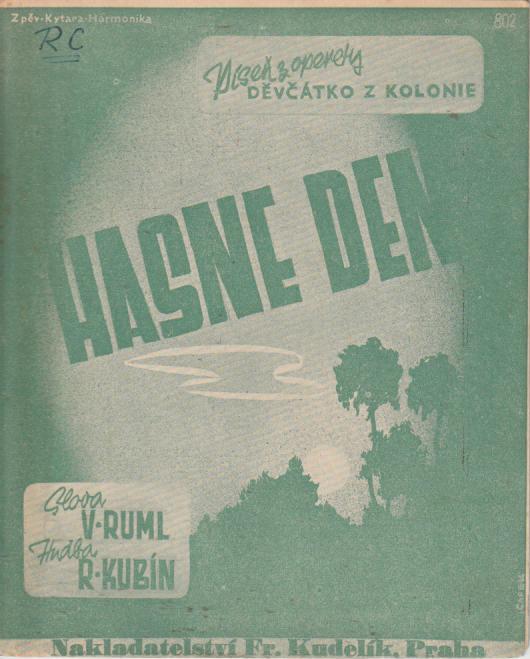 Zpěv-Kytara-Harmonika
802
RC
Píseň z operety
DĚVČÁTKO Z KOLONIE
HASNE DEN
Slova
V·RUML
Hudba
R·KUBÍN
Nakladatelství Fr. Kudelík, Praha